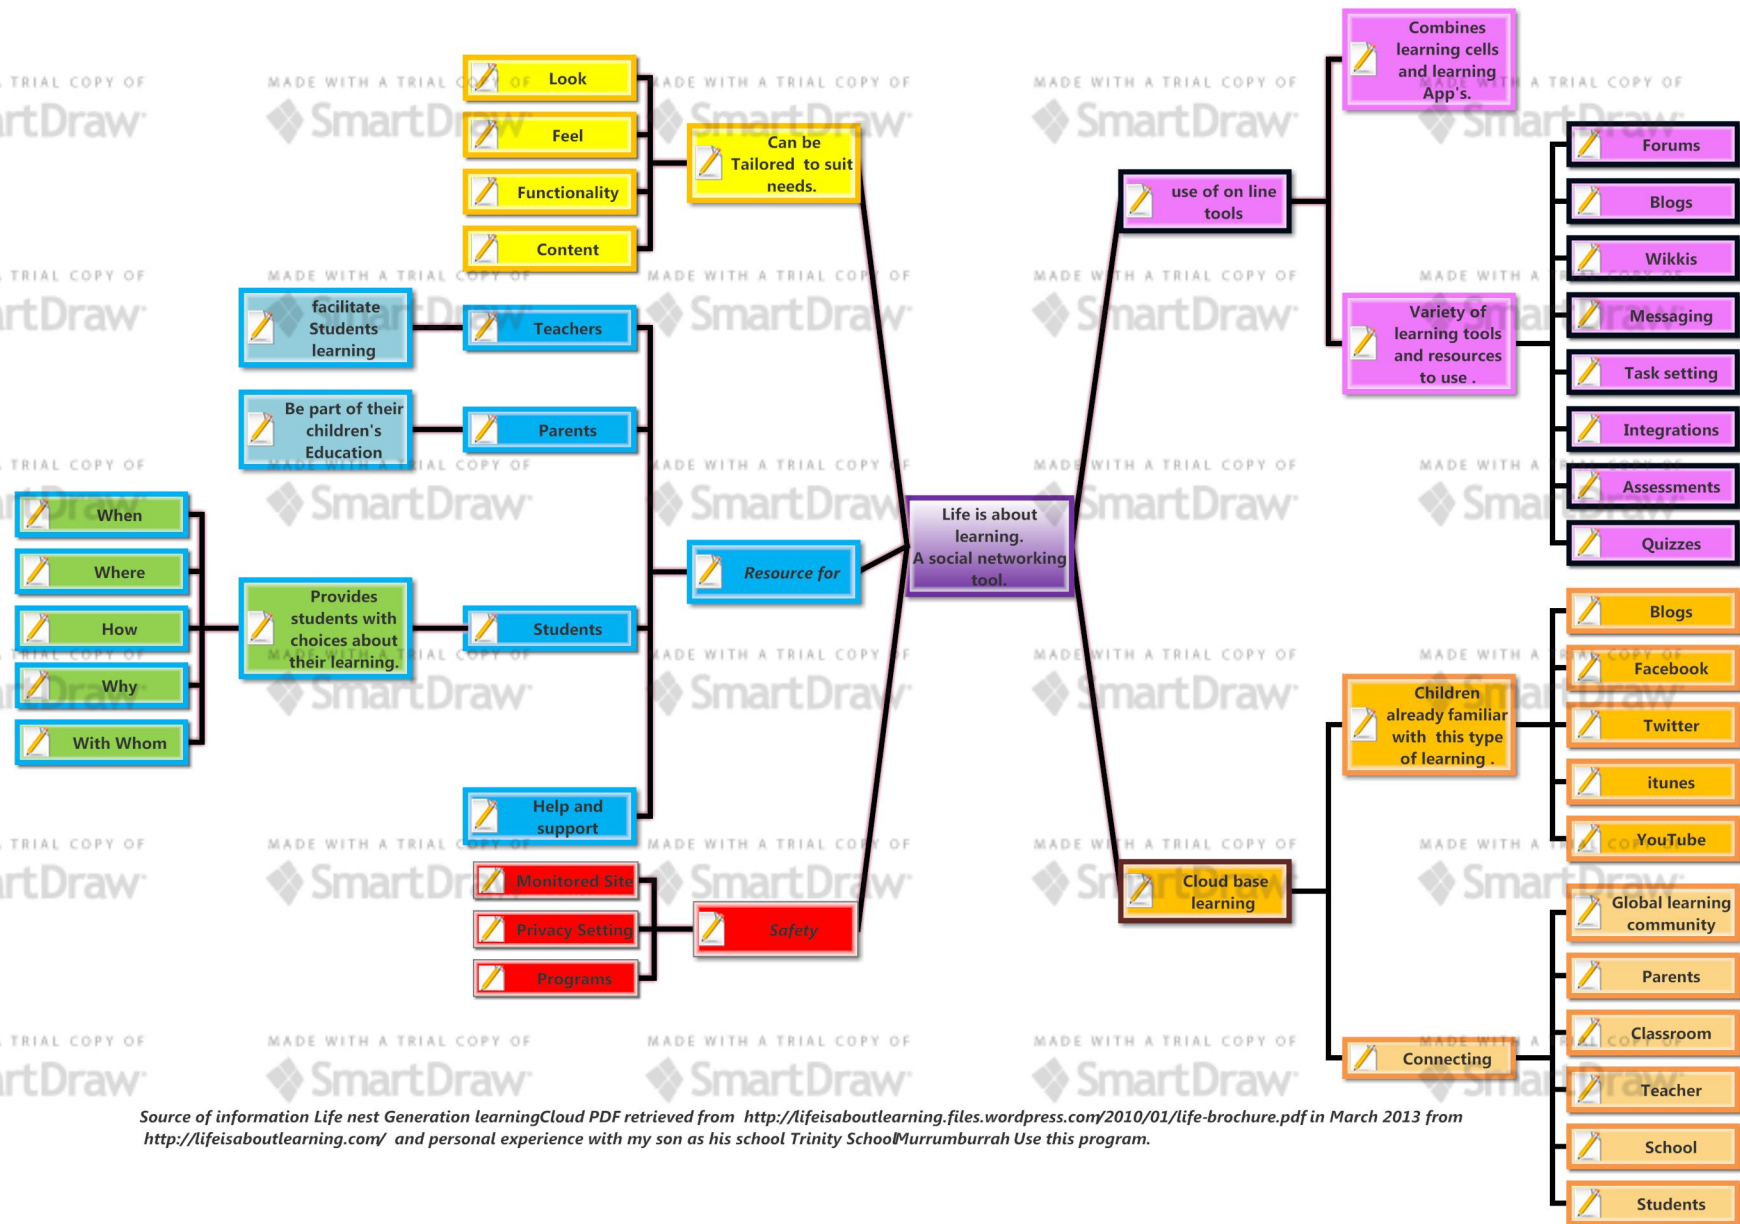 Look
Feel
Functionality
Content
Can be
Tailored  to suit
needs.
facilitate
Students
learning
Teachers
Be part of their
children's
Education
Parents
When
Where
How
Why
With Whom
Provides
students with
choices about
their learning.
Students
Resource for
Help and
support
Monitored Site
Privacy Setting
Programs
Safety
Life is about
learning.
A social networking
tool.
use of on line
tools
Combines
learning cells
and learning
App's.
Variety of
learning tools
and resources
to use .
Forums
Blogs
Wikkis
Messaging
Task setting
Integrations
Assessments
Quizzes
Cloud base
learning
Children
already familiar
with  this type
of learning .
Blogs
Facebook
Twitter
itunes
YouTube
Connecting
Global learning
community
Parents
Classroom
Teacher
School
Students
Source of information Life nest Generation learningCloud PDF retrieved from  http://lifeisaboutlearning.files.wordpress.com/2010/01/life-brochure.pdf in March 2013 from
http://lifeisaboutlearning.com/  and personal experience with my son as his school Trinity SchoolMurrumburrah Use this program.
MADE WITH A TRIAL COPY OF
SmartDraw